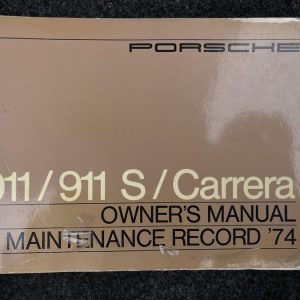 PORSCHE
911/911 S/Carrera
OWNER'S MANUAL
MAINTENANCE RECORD '74